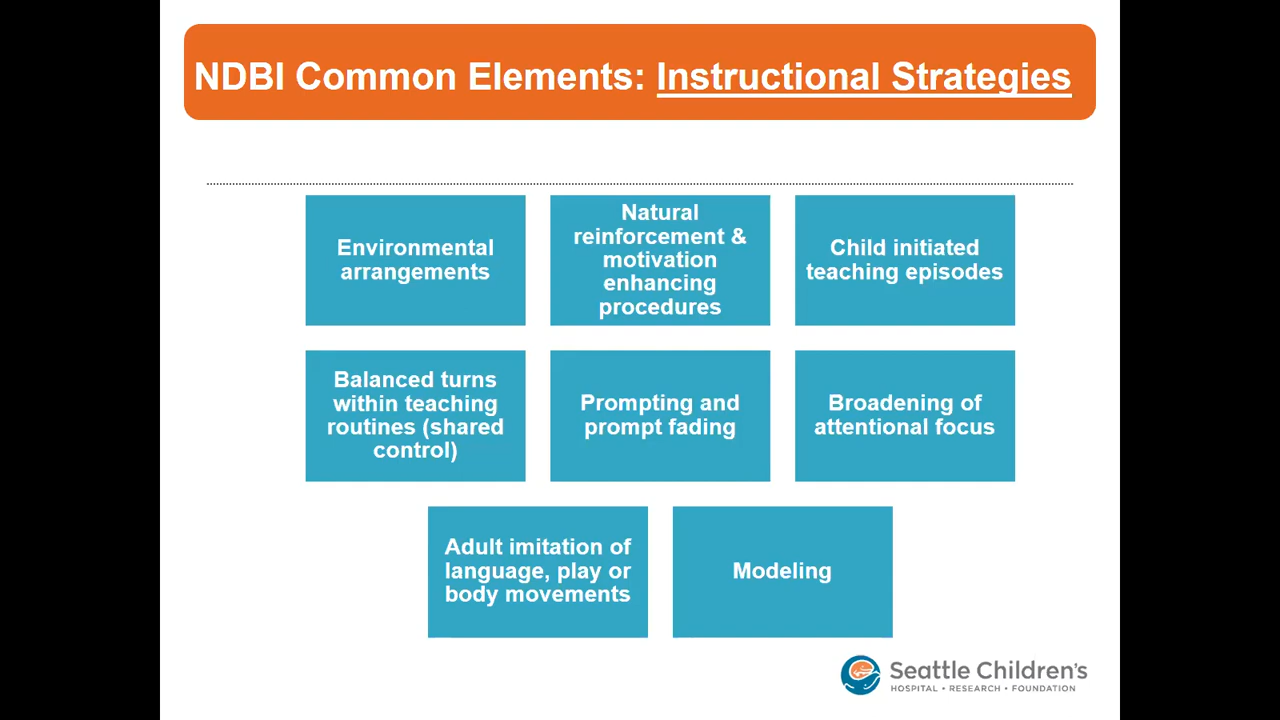 NDBI Common Elements: Instructional Strategies
Environmental
arrangements
Natural
reinforcement &
motivation
enhancing
procedures
Child initiated
teaching episodes
Balanced turns
within teaching
routines (shared
control)
Prompting and
prompt fading
Broadening of
attentional focus
Adult imitation of
language, play or
body movements
Modeling
Seattle Children's
HOSPITAL • RESEARCH • FOUNDATION